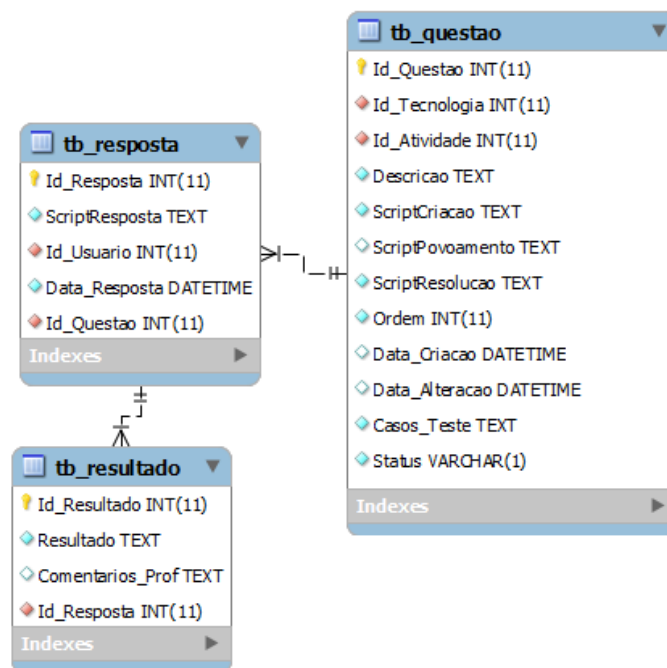 tb_questao
Id_Questao INT(11)
Id_Tecnologia INT(11)
Id_Atividade INT(11)
Descricao TEXT
ScriptCriacao TEXT
ScriptPovoamento TEXT
ScriptResolucao TEXT
Ordem INT(11)
Data_Criacao DATETIME
Data_Alteracao DATETIME
Casos_Teste TEXT
Status VARCHAR(1)
Indexes
tb_resposta
Id_Resposta INT(11)
ScriptResposta TEXT
Id_Usuario INT(11)
Data_Resposta DATETIME
Id_Questao INT(11)
Indexes
tb_resultado
Id_Resultado INT(11)
Resultado TEXT
Comentarios_Prof TEXT
Id_Resposta INT(11)
Indexes